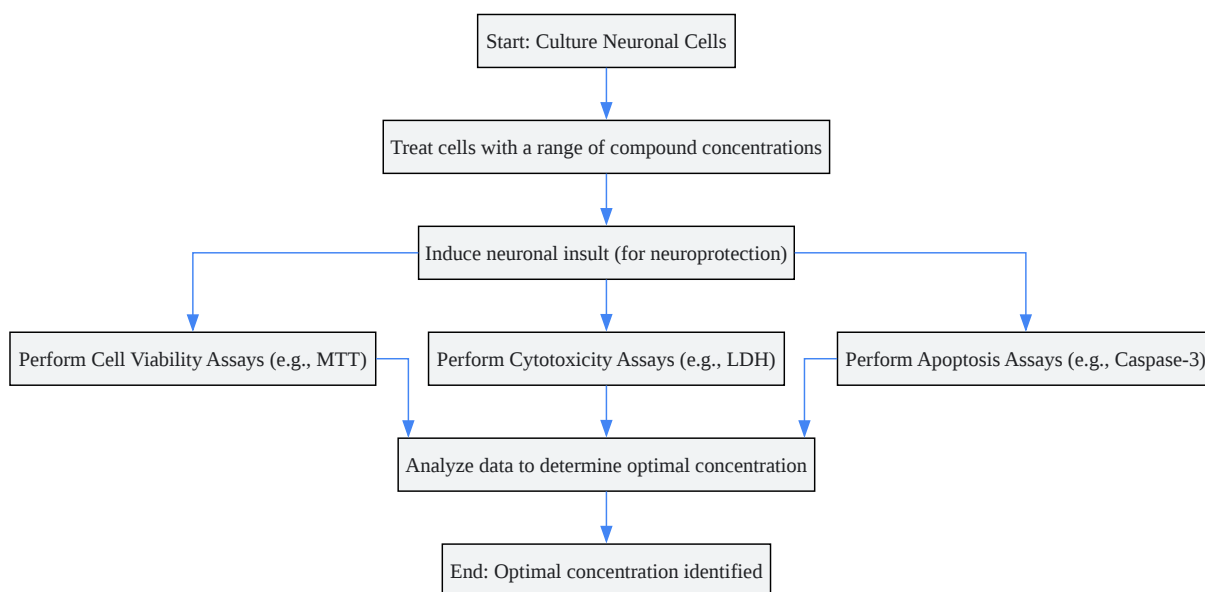 Start: Culture Neuronal Cells
Treat cells with a range of compound concentrations
Induce neuronal insult (for neuroprotection)
Perform Cell Viability Assays (e.g., MTT)
Perform Cytotoxicity Assays (e.g., LDH)
Perform Apoptosis Assays (e.g., Caspase-3)
Analyze data to determine optimal concentration
End: Optimal concentration identified